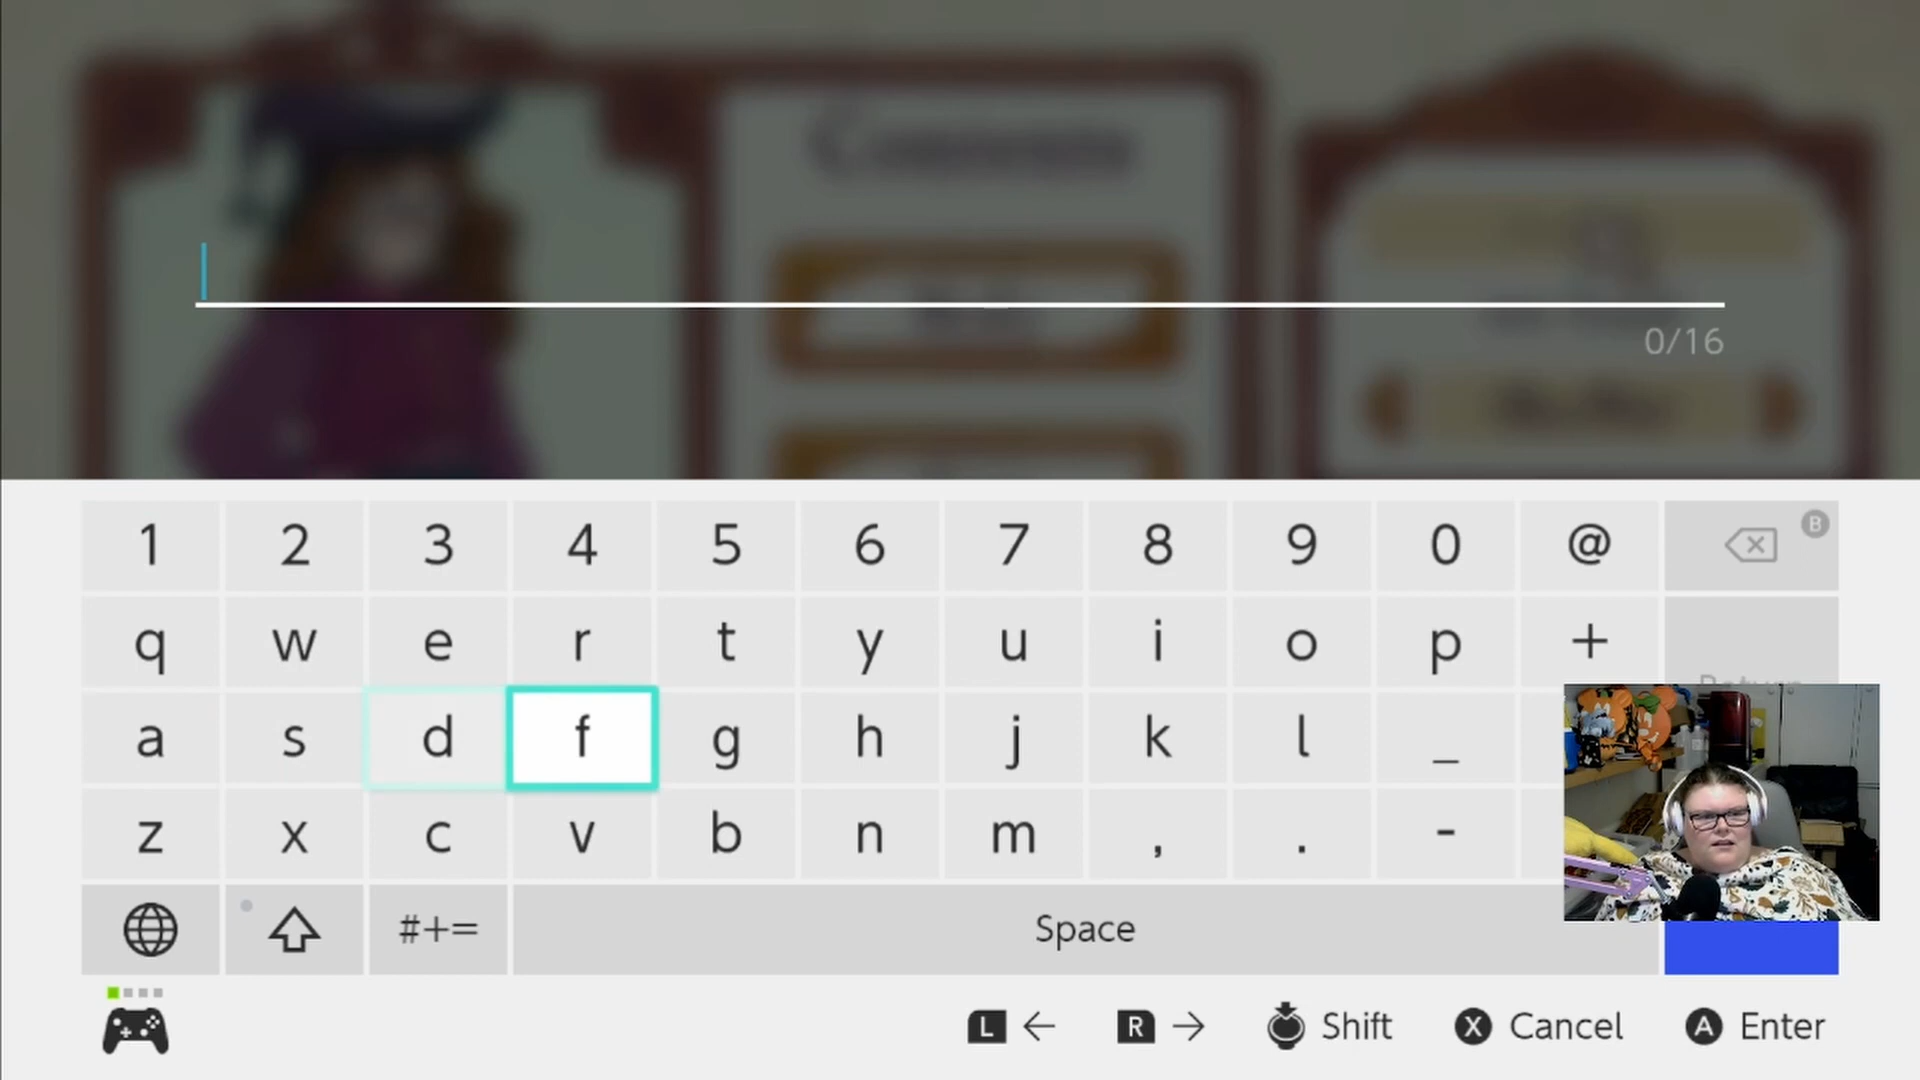 0/16
1 2 3 4 5 6 7 8 9 0 @ B
q w e r t y u i o p +
a s d f g h j k l _
z x c v b n m , . -
#+= Space
L ← R → Shift X Cancel A Enter